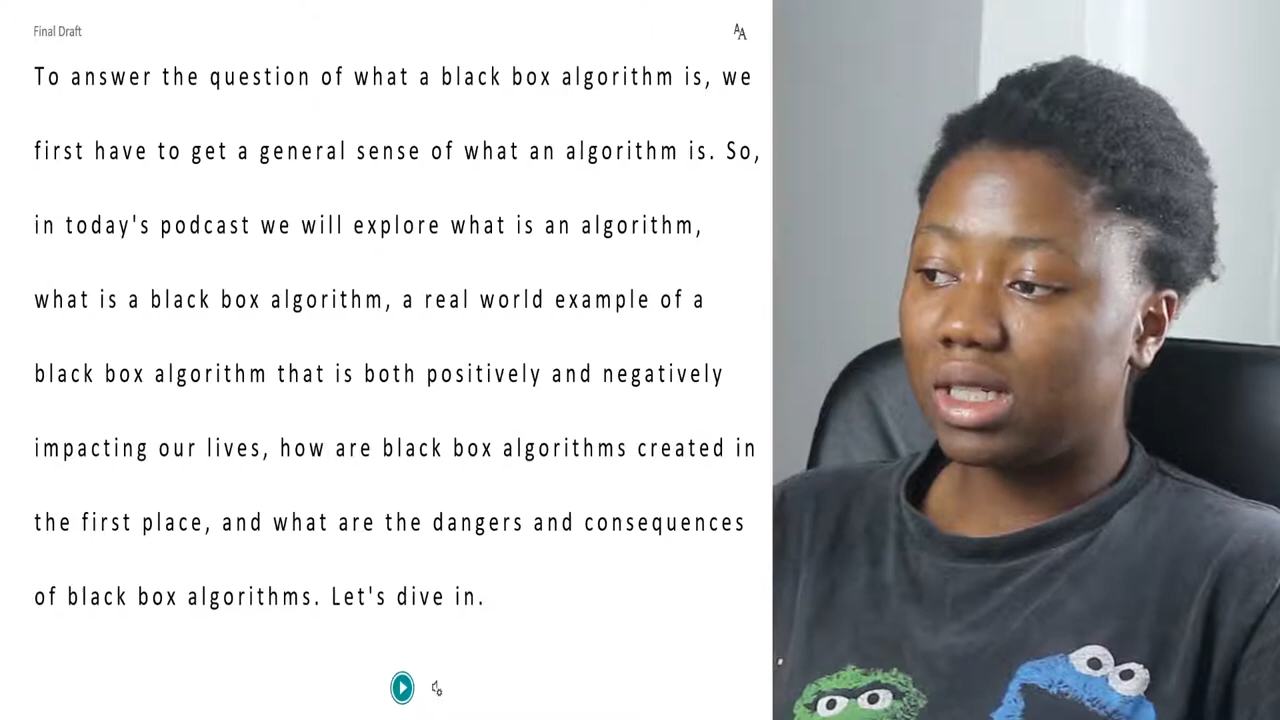 Final Draft
To answer the question of what a black box algorithm is, we
first have to get a general sense of what an algorithm is. So,
in today's podcast we will explore what is an algorithm,
what is a black box algorithm, a real world example of a
black box algorithm that is both positively and negatively
impacting our lives, how are black box algorithms created in
the first place, and what are the dangers and consequences
of black box algorithms. Let's dive in.